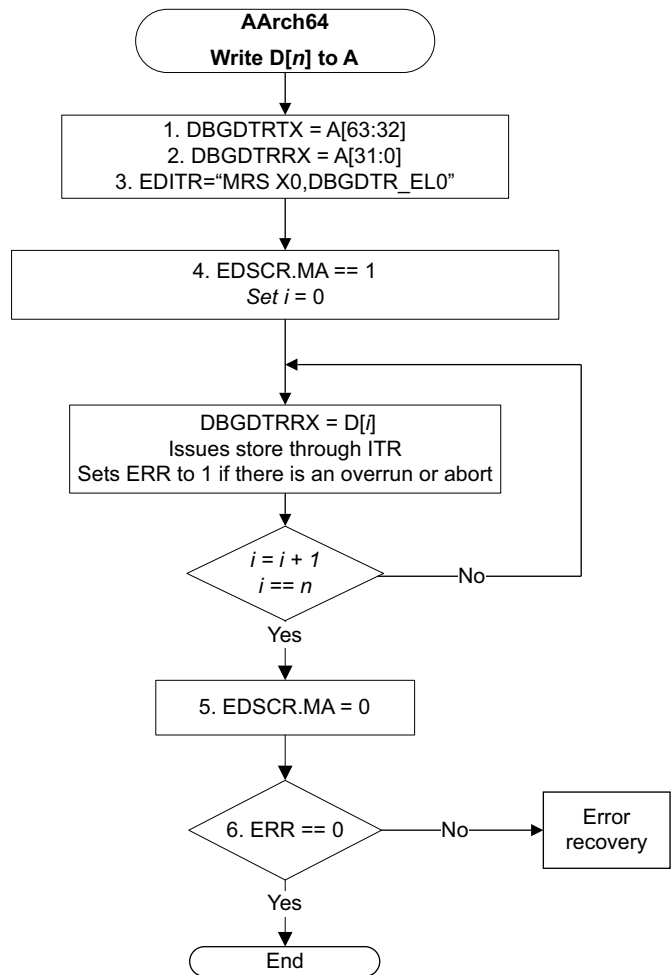 AArch64
Write D[n] to A
1. DBGDTRTX = A[63:32]
2. DBGDTRRX = A[31:0]
3. EDITR=“MRS X0,DBGDTR_EL0”
4. EDSCR.MA == 1
Set i = 0
DBGDTRRX = D[i]
Issues store through ITR
Sets ERR to 1 if there is an overrun or abort
i = i + 1
i == n
No
Yes
5. EDSCR.MA = 0
6. ERR == 0
No
Error
recovery
Yes
End